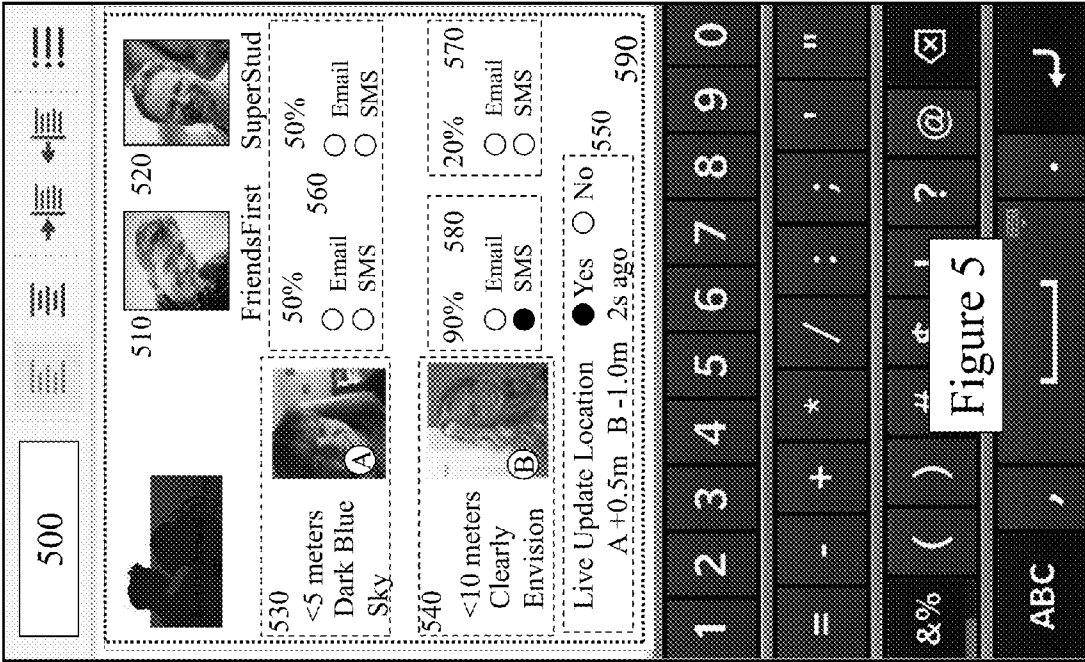 500
510
520
FriendsFirst SuperStud
530
<5 meters
Dark Blue
Sky
A
50%
560
50%
Email
SMS
Email
SMS
540
<10 meters
Clearly
Envision
B
90% 580
Email
SMS
20% 570
Email
SMS
Live Update Location Yes No 550
A +0.5m B -1.0m 2s ago
590
1 2 3 4 5 6 7 8 9 0
= - + * / : ; ' "
&% ( ) # ? @
ABC , .
Figure 5